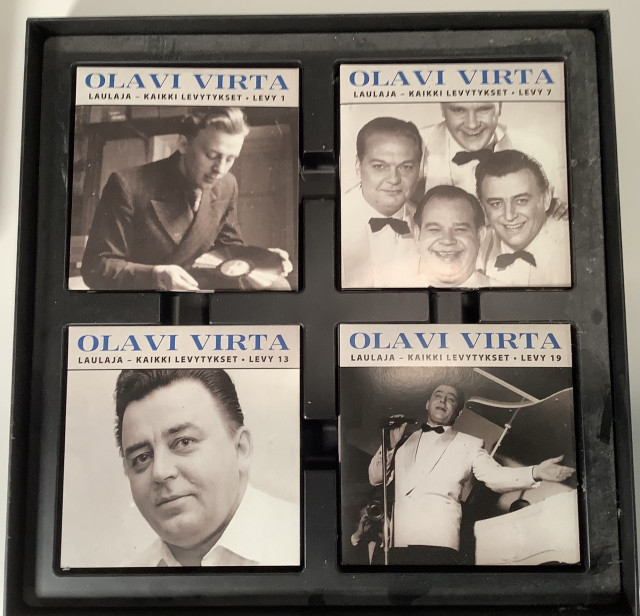 OLAVI VIRTA
LAULAJA – KAIKKI LEVYTYKSET • LEVY 1
OLAVI VIRTA
LAULAJA – KAIKKI LEVYTYKSET • LEVY 7
OLAVI VIRTA
LAULAJA – KAIKKI LEVYTYKSET • LEVY 13
OLAVI VIRTA
LAULAJA – KAIKKI LEVYTYKSET • LEVY 19